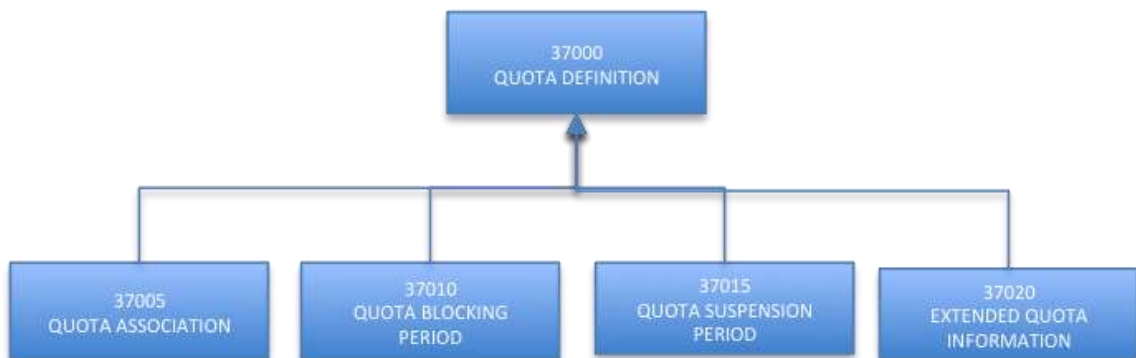 37000
QUOTA DEFINITION
37005
QUOTA ASSOCIATION
37010
QUOTA BLOCKING
PERIOD
37015
QUOTA SUSPENSION
PERIOD
37020
EXTENDED QUOTA
INFORMATION